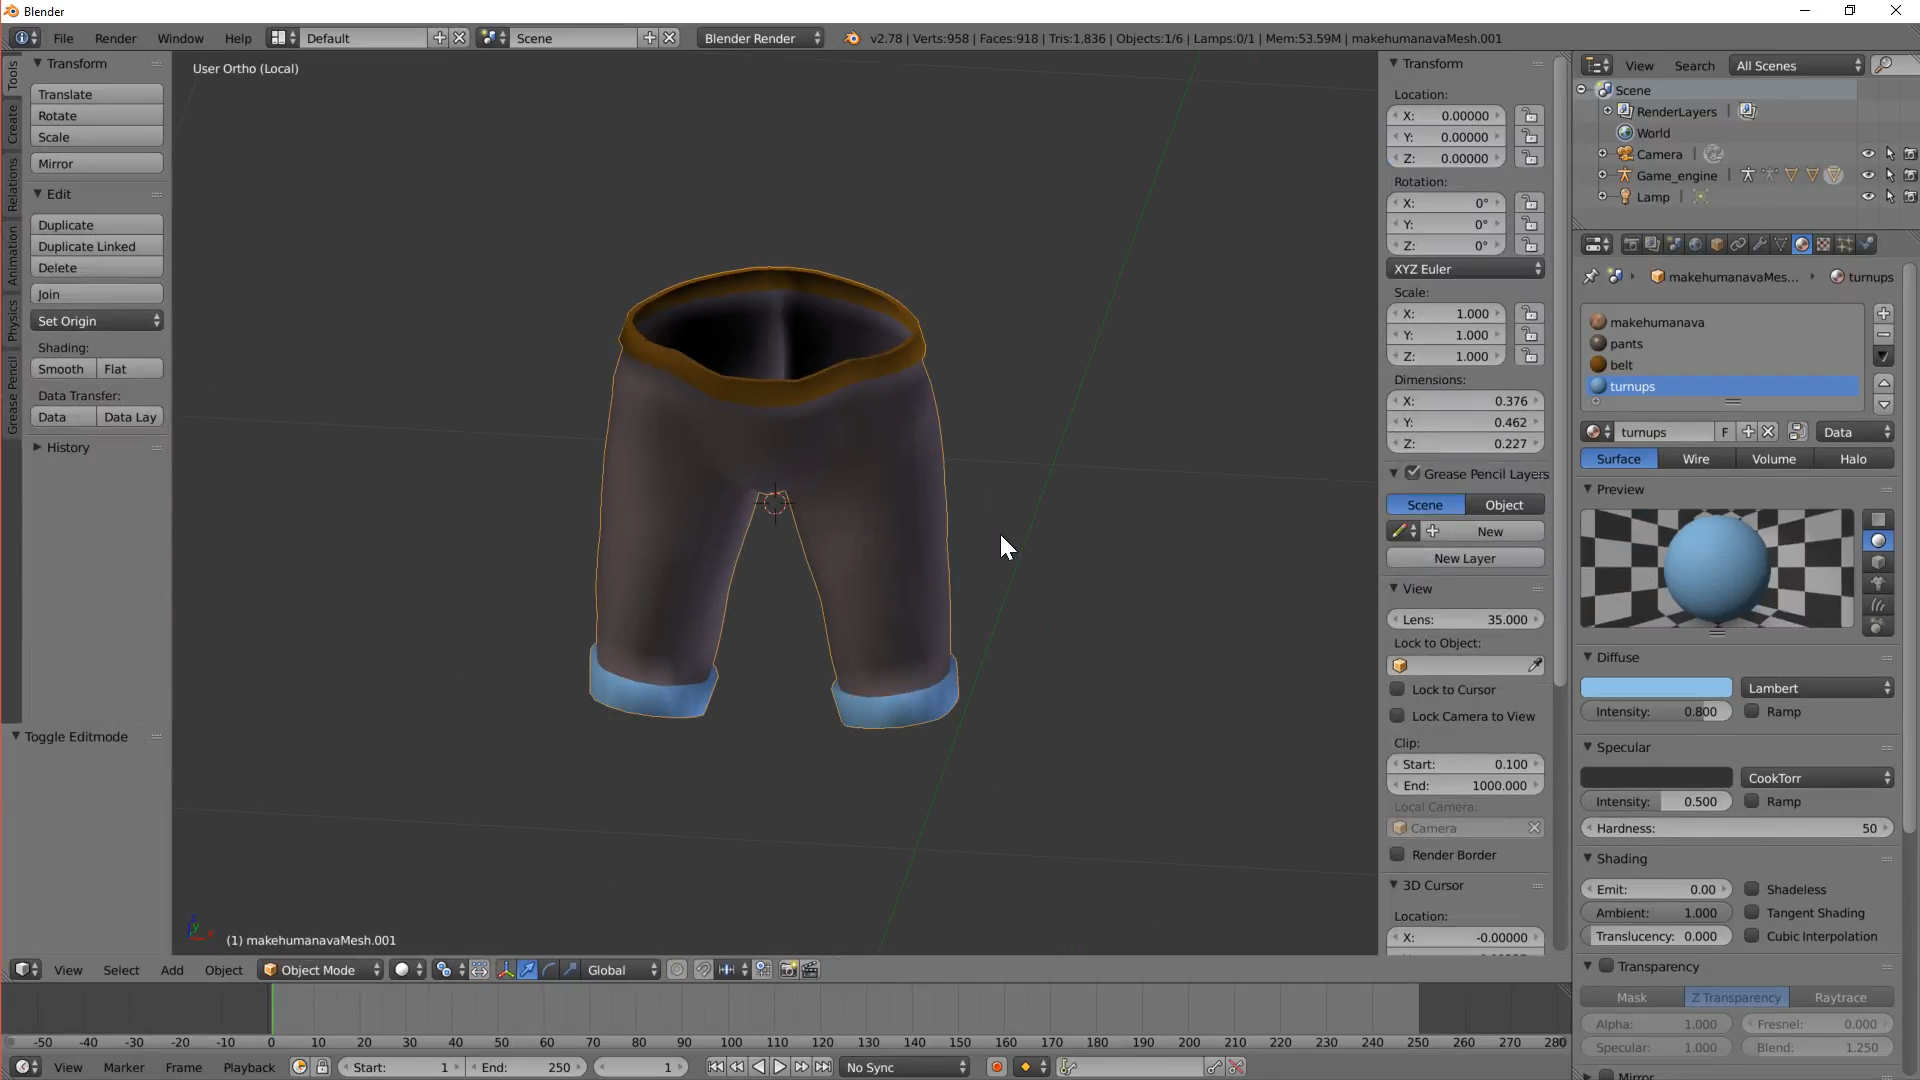 Blender
File Render Window Help Default Scene Blender Render v2.78 | Verts:958 | Faces:918 | Tris:1,836 | Objects:1/6 | Lamps:0/1 | Mem:53.59M | makehumanavaMesh.001
Tools
Create
Relations
Animation
Physics
Grease Pencil
Transform
Translate
Rotate
Scale
Mirror
Edit
Duplicate
Duplicate Linked
Delete
Join
Set Origin
Shading:
Smooth Flat
Data Transfer:
Data Data Lay
History
Toggle Editmode
User Ortho (Local)
(1) makehumanavaMesh.001
Transform
Location:
X: 0.00000
Y: 0.00000
Z: 0.00000
Rotation:
X: 0°
Y: 0°
Z: 0°
XYZ Euler
Scale:
X: 1.000
Y: 1.000
Z: 1.000
Dimensions:
X: 0.376
Y: 0.462
Z: 0.227
Grease Pencil Layers
Scene Object
New
New Layer
View
Lens: 35.000
Lock to Object:
Lock to Cursor
Lock Camera to View
Clip:
Start: 0.100
End: 1000.000
Local Camera:
Camera
Render Border
3D Cursor
Location:
X: -0.00000
View Search All Scenes
Scene
RenderLayers |
World
Camera |
Game_engine
Lamp |
makehumanavaMes... turnups
makehumanava
pants
belt
turnups
turnups F Data
Surface Wire Volume Halo
Preview
Diffuse
Lambert
Intensity: 0.800 Ramp
Specular
CookTorr
Intensity: 0.500 Ramp
Hardness: 50
Shading
Emit: 0.00 Shadeless
Ambient: 1.000 Tangent Shading
Translucency: 0.000 Cubic Interpolation
Transparency
Mask Z Transparency Raytrace
Alpha: 1.000 Fresnel: 0.000
Specular: 1.000 Blend: 1.250
Mirror
View Select Add Object Object Mode Global
-50 -40 -30 -20 -10 0 10 20 30 40 50 60 70 80 90 100 110 120 130 140 150 160 170 180 190 200 210 220 230 240 250 260 270 280
View Marker Frame Playback Start: 1 End: 250 1 No Sync